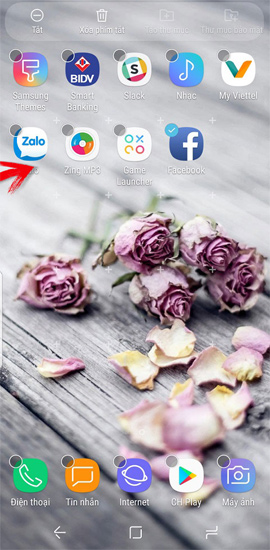 Tắt Xóa phím tắt
BIDV
Samsung Themes Smart Banking Slack Nhạc My Viettel
Zalo
Zing MP3 Game Launcher Facebook
Điện thoại Tin nhắn Internet CH Play Máy ảnh